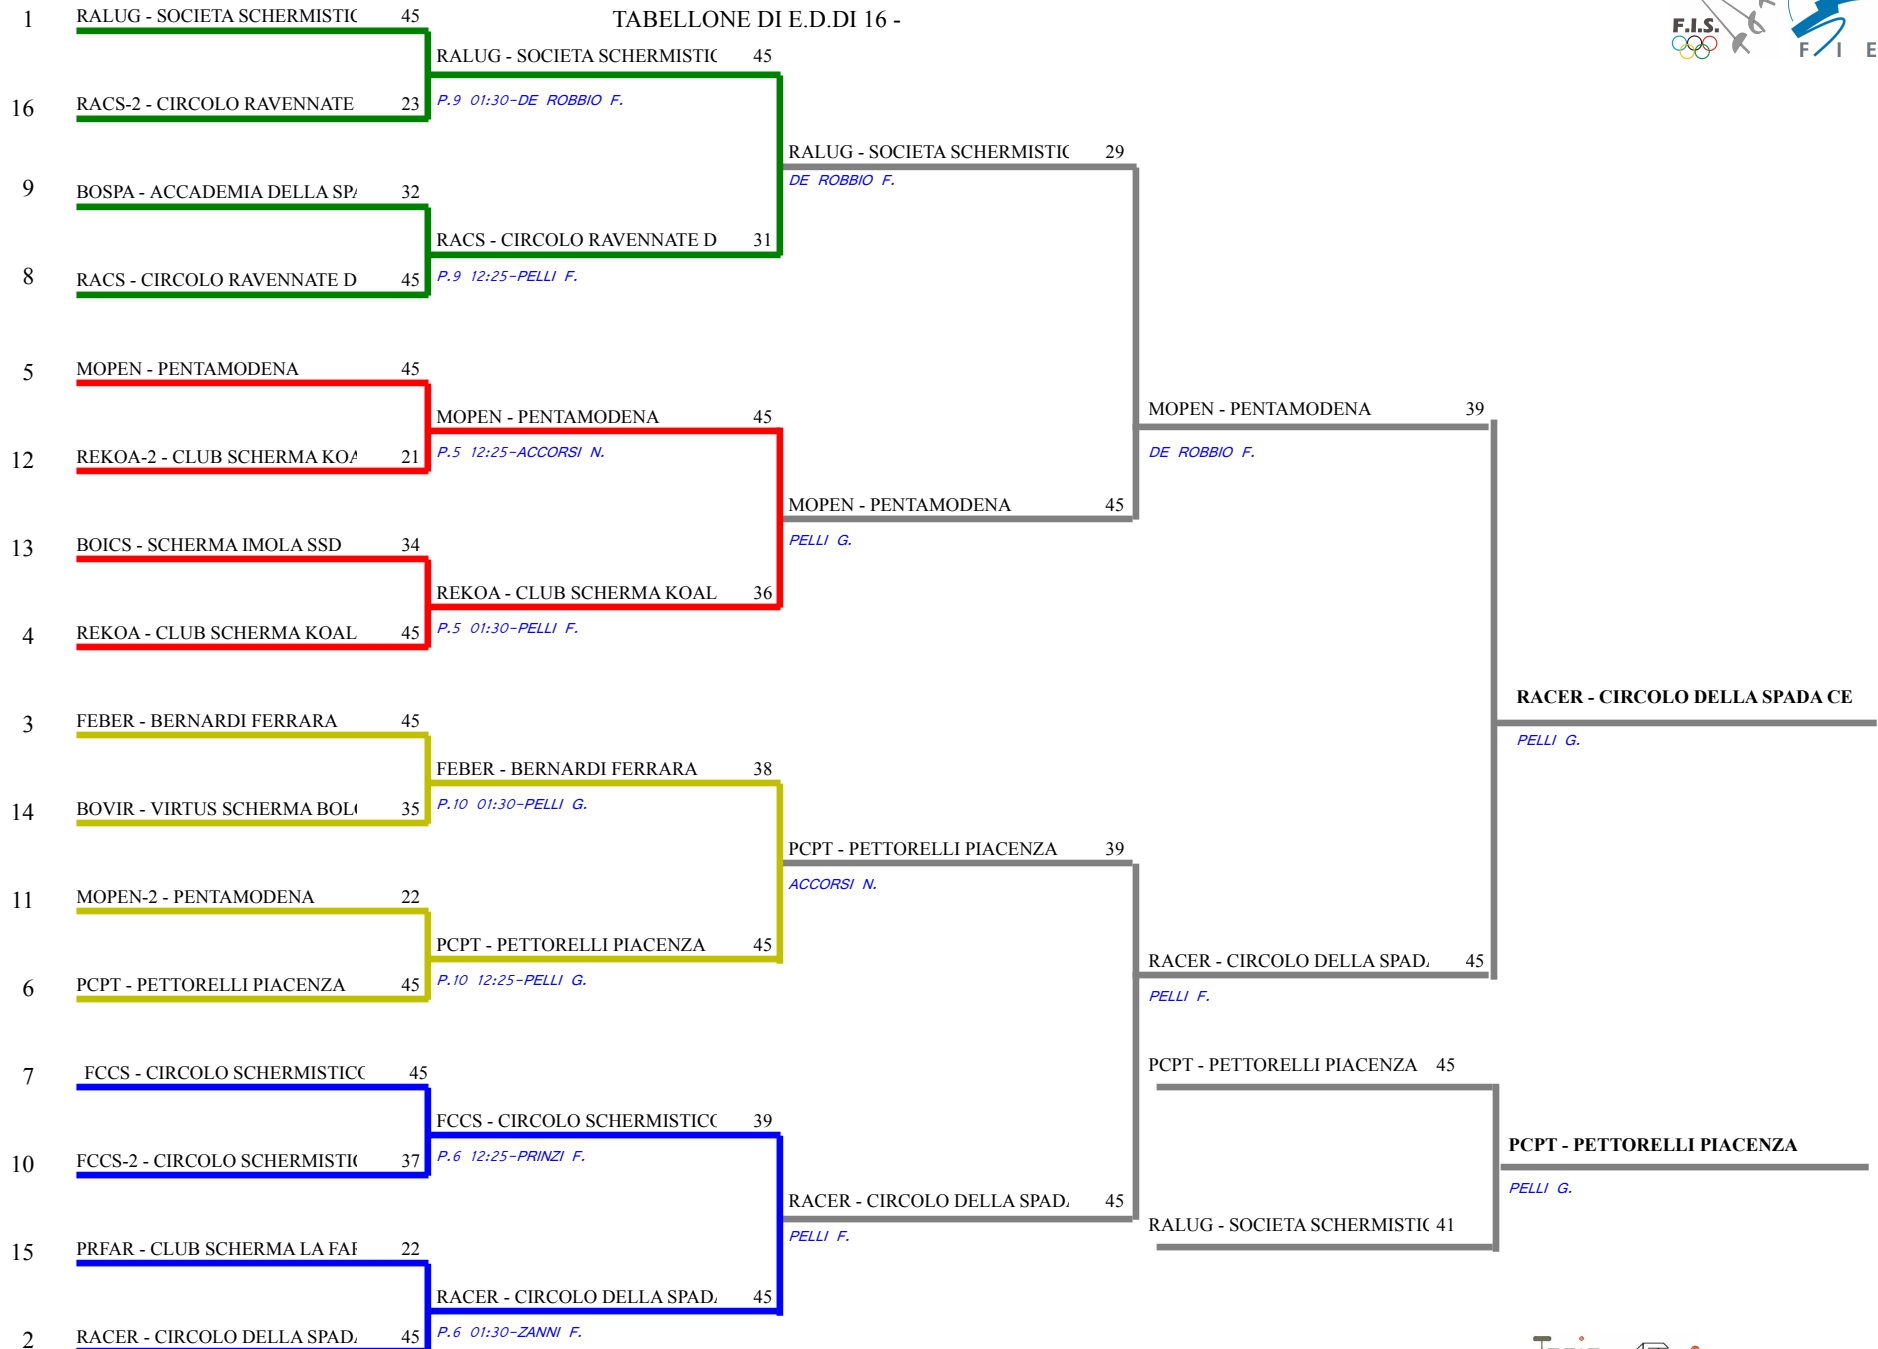 TABELLONE DI E.D.DI 16 -
F.I.S.
F I E
1 RALUG - SOCIETA SCHERMISTIC 45
RALUG - SOCIETA SCHERMISTIC 45
16 RACS-2 - CIRCOLO RAVENNATE 23
P.9 01:30-DE ROBBIO F.
RALUG - SOCIETA SCHERMISTIC 29
DE ROBBIO F.
9 BOSPA - ACCADEMIA DELLA SPA 32
RACS - CIRCOLO RAVENNATE D 31
8 RACS - CIRCOLO RAVENNATE D 45
P.9 12:25-PELLI F.
5 MOPEN - PENTAMODENA 45
MOPEN - PENTAMODENA 45
MOPEN - PENTAMODENA 39
12 REKOA-2 - CLUB SCHERMA KOA 21
P.5 12:25-ACCORSI N.
DE ROBBIO F.
MOPEN - PENTAMODENA 45
PELLI G.
13 BOICS - SCHERMA IMOLA SSD 34
REKOA - CLUB SCHERMA KOAL 36
4 REKOA - CLUB SCHERMA KOAL 45
P.5 01:30-PELLI F.
RACER - CIRCOLO DELLA SPADA CE
PELLI G.
3 FEBER - BERNARDI FERRARA 45
FEBER - BERNARDI FERRARA 38
14 BOVIR - VIRTUS SCHERMA BOL 35
P.10 01:30-PELLI G.
PCPT - PETTORELLI PIACENZA 39
ACCORSI N.
11 MOPEN-2 - PENTAMODENA 22
PCPT - PETTORELLI PIACENZA 45
RACER - CIRCOLO DELLA SPAD 45
6 PCPT - PETTORELLI PIACENZA 45
P.10 12:25-PELLI G.
PELLI F.
7 FCCS - CIRCOLO SCHERMISTICC 45
PCPT - PETTORELLI PIACENZA 45
FCCS - CIRCOLO SCHERMISTICC 39
10 FCCS-2 - CIRCOLO SCHERMISTIC 37
P.6 12:25-PRINZI F.
PCPT - PETTORELLI PIACENZA
PELLI G.
RACER - CIRCOLO DELLA SPAD 45
RALUG - SOCIETA SCHERMISTIC 41
PELLI F.
15 PRFAR - CLUB SCHERMA LA FAI 22
RACER - CIRCOLO DELLA SPAD 45
2 RACER - CIRCOLO DELLA SPAD 45
P.6 01:30-ZANNI F.